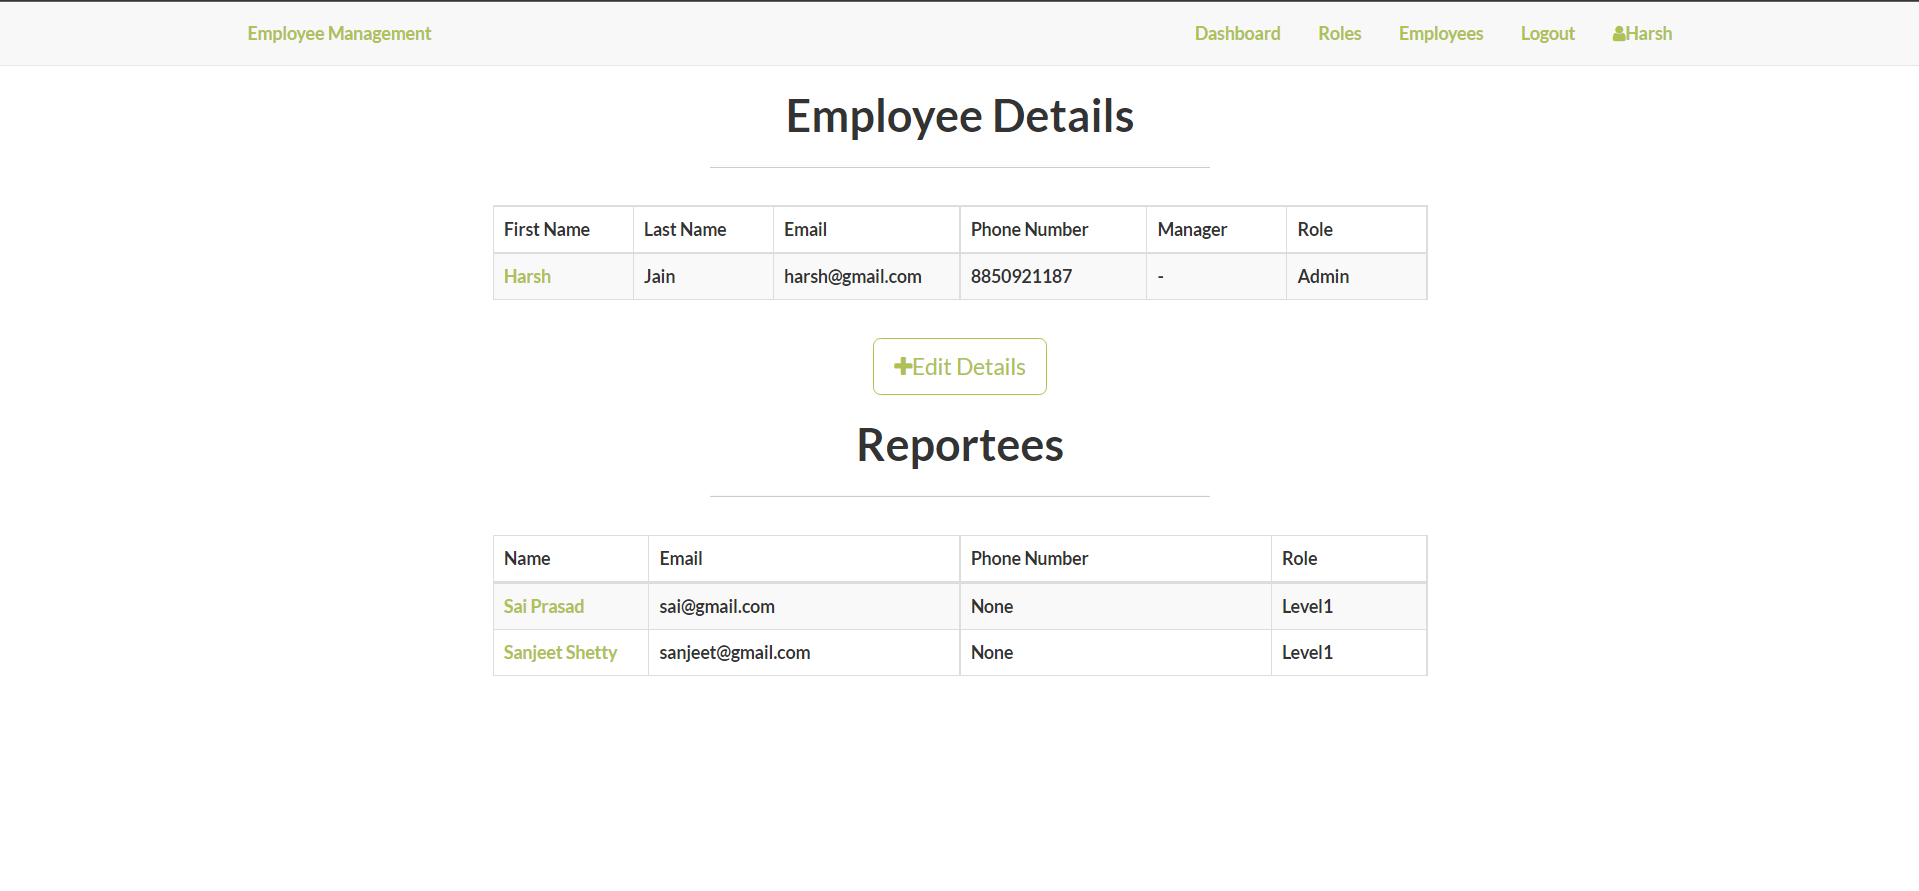 Employee Management Dashboard Roles Employees Logout Harsh
Employee Details
First Name Last Name Email Phone Number Manager Role
Harsh Jain harsh@gmail.com 8850921187 - Admin
Edit Details
Reportees
Name Email Phone Number Role
Sai Prasad sai@gmail.com None Level1
Sanjeet Shetty sanjeet@gmail.com None Level1